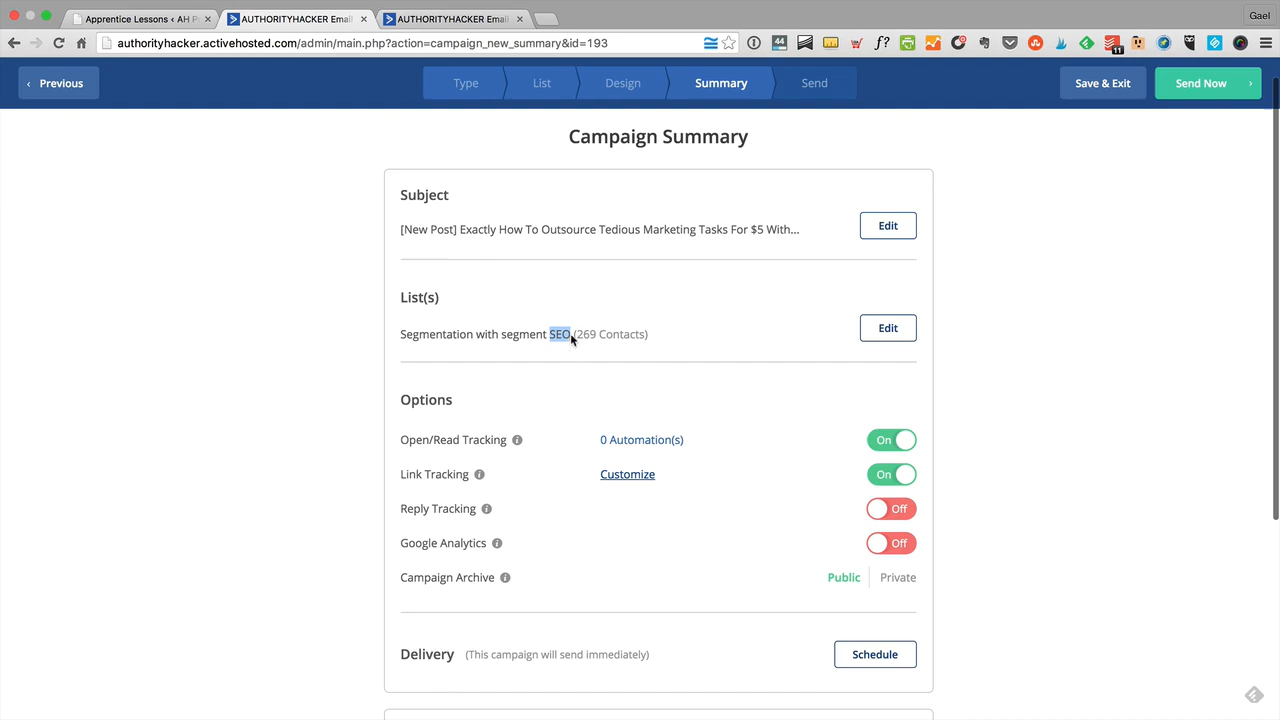 Apprentice Lessons ‹ AH P
AUTHORITYHACKER Email
AUTHORITYHACKER Email
Gael
authorityhacker.activehosted.com/admin/main.php?action=campaign_new_summary&id=193
44
f?
11
‹ Previous
Type
List
Design
Summary
Send
Save & Exit
Send Now ›
Campaign Summary
Subject
[New Post] Exactly How To Outsource Tedious Marketing Tasks For $5 With...
Edit
List(s)
Segmentation with segment SEO (269 Contacts)
Edit
Options
Open/Read Tracking
0 Automation(s)
On
Link Tracking
Customize
On
Reply Tracking
Off
Google Analytics
Off
Campaign Archive
Public
Private
Delivery (This campaign will send immediately)
Schedule